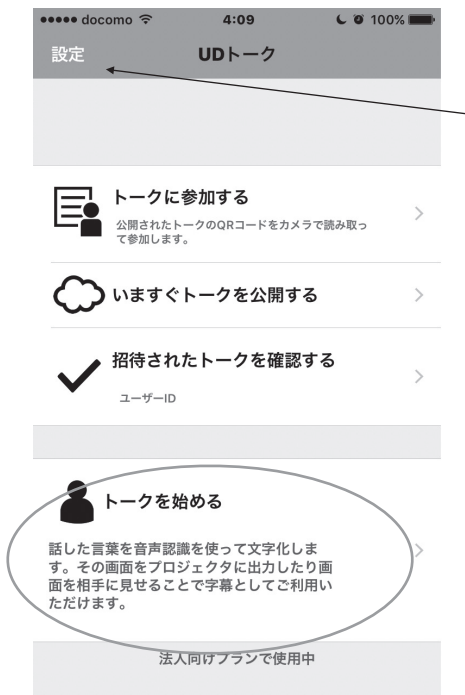 ●●●●● docomo 4:09 100%
設定 UDトーク
トークに参加する
公開されたトークのQRコードをカメラで読み取っ
て参加します。
いますぐトークを公開する
招待されたトークを確認する
ユーザーID
トークを始める
話した言葉を音声認識を使って文字化しま
す。その画面をプロジェクタに出力したり画
面を相手に見せることで字幕としてご利用い
ただけます。
法人向けプランで使用中